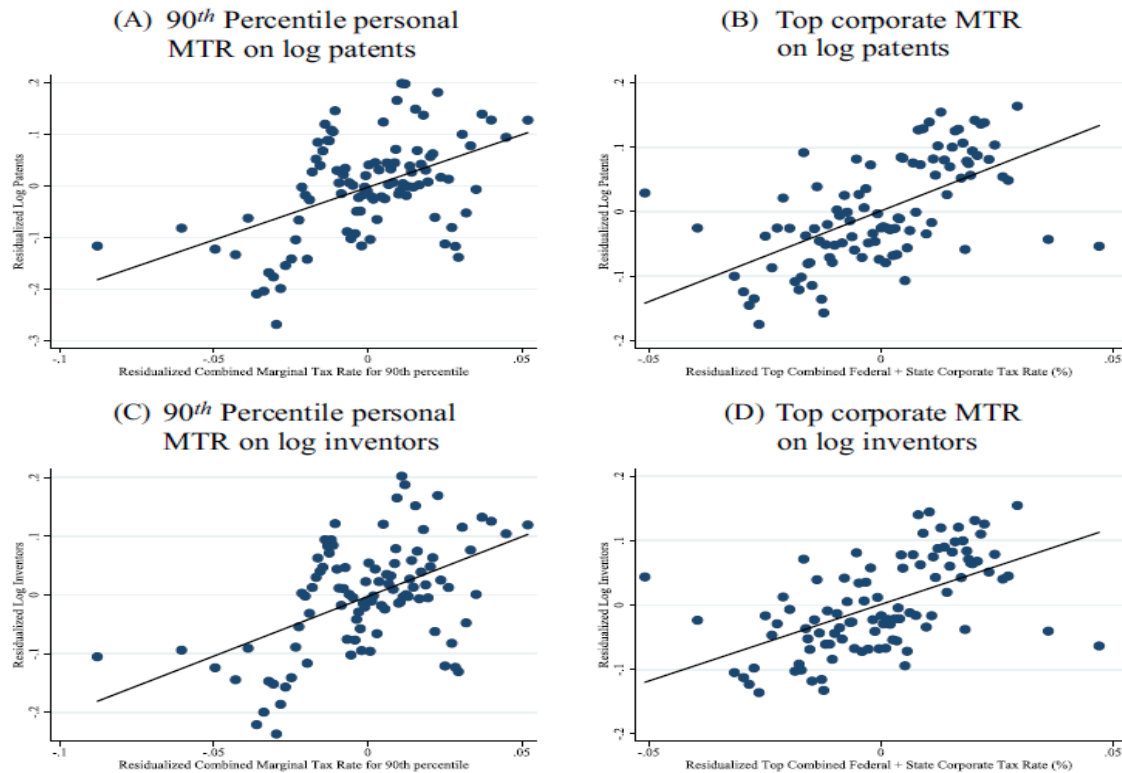 (A) 90th Percentile personal
MTR on log patents
(B) Top corporate MTR
on log patents
Residualized Log Patents
.2
.1
0
-.1
-.2
-.3
-.1
-.05
0
.05
Residualized Combined Marginal Tax Rate for 90th percentile
Residualized Log Patents
.2
.1
0
-.1
-.2
-.05
0
.05
Residualized Top Combined Federal + State Corporate Tax Rate (%)
(C) 90th Percentile personal
MTR on log inventors
(D) Top corporate MTR
on log inventors
Residualized Log Inventors
.2
.1
0
-.1
-.2
-.1
-.05
0
.05
Residualized Combined Marginal Tax Rate for 90th percentile
Residualized Log Inventors
.2
.1
0
-.1
-.2
-.05
0
.05
Residualized Top Combined Federal + State Corporate Tax Rate (%)